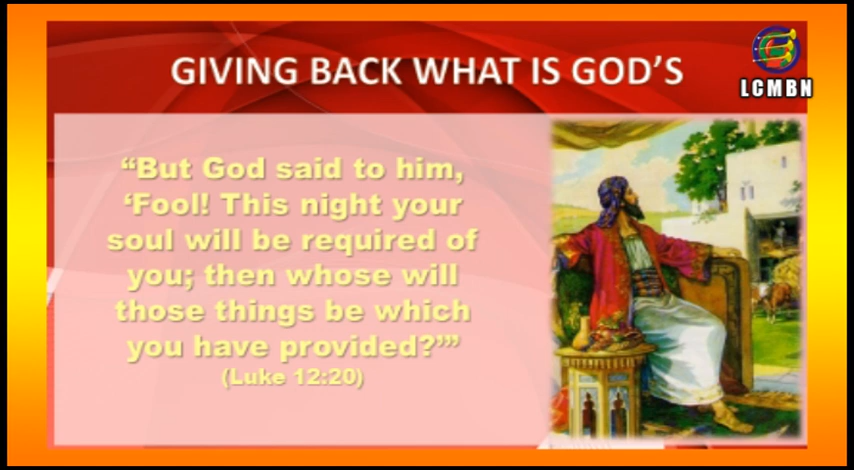 GIVING BACK WHAT IS GOD’S
LCMBN
“But God said to him,
‘Fool! This night your
soul will be required of
you; then whose will
those things be which
you have provided?’”
(Luke 12:20)